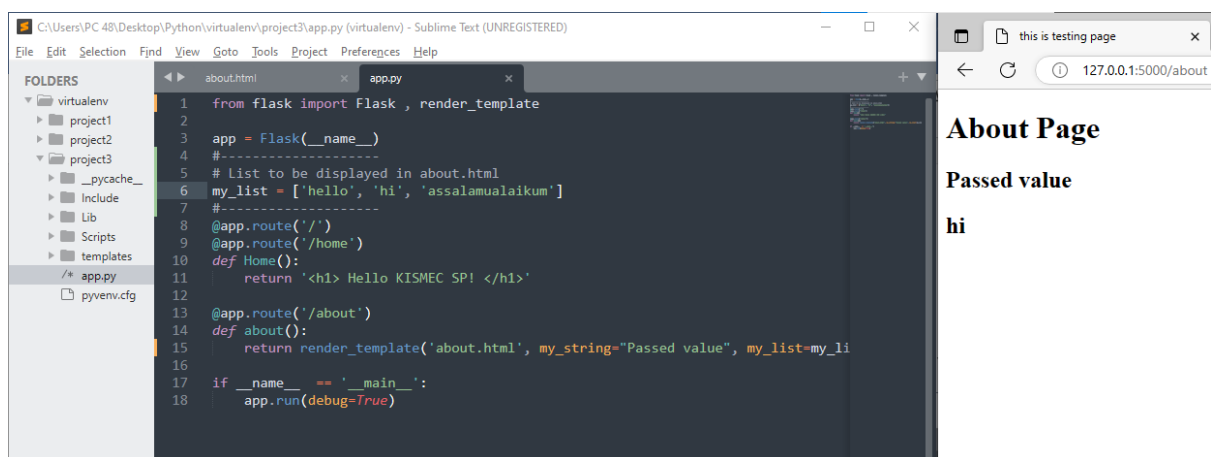 C:\Users\PC 48\Desktop\Python\virtualenv\project3\app.py (virtualenv) - Sublime Text (UNREGISTERED)
File Edit Selection Find View Goto Tools Project Preferences Help
FOLDERS
virtualenv
project1
project2
project3
__pycache__
Include
Lib
Scripts
templates
/* app.py
pyvenv.cfg
about.html × app.py ×
1 from flask import Flask , render_template
2
3 app = Flask(__name__)
4 #--------------------
5 # List to be displayed in about.html
6 my_list = ['hello', 'hi', 'assalamualaikum']
7 #--------------------
8 @app.route('/')
9 @app.route('/home')
10 def Home():
11 return '<h1> Hello KISMEC SP! </h1>'
12
13 @app.route('/about')
14 def about():
15 return render_template('about.html', my_string="Passed value", my_list=my_li
16
17 if __name__ == '__main__':
18 app.run(debug=True)
this is testing page
127.0.0.1:5000/about
About Page
Passed value
hi